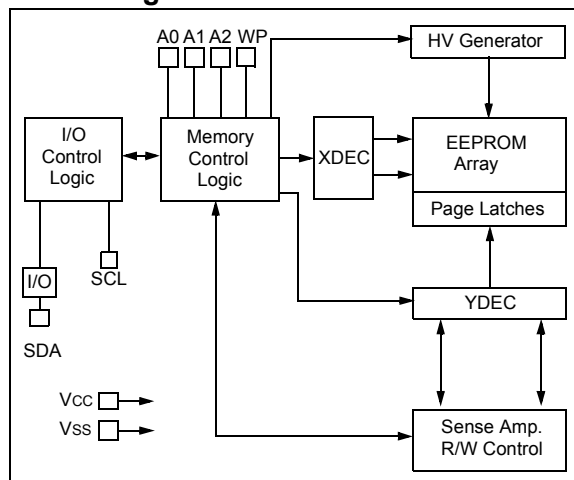 A0 A1 A2 WP
HV Generator
I/O
Control
Logic
Memory
Control
Logic
XDEC
EEPROM
Array
Page Latches
I/O
SCL
SDA
YDEC
Vcc
Vss
Sense Amp.
R/W Control